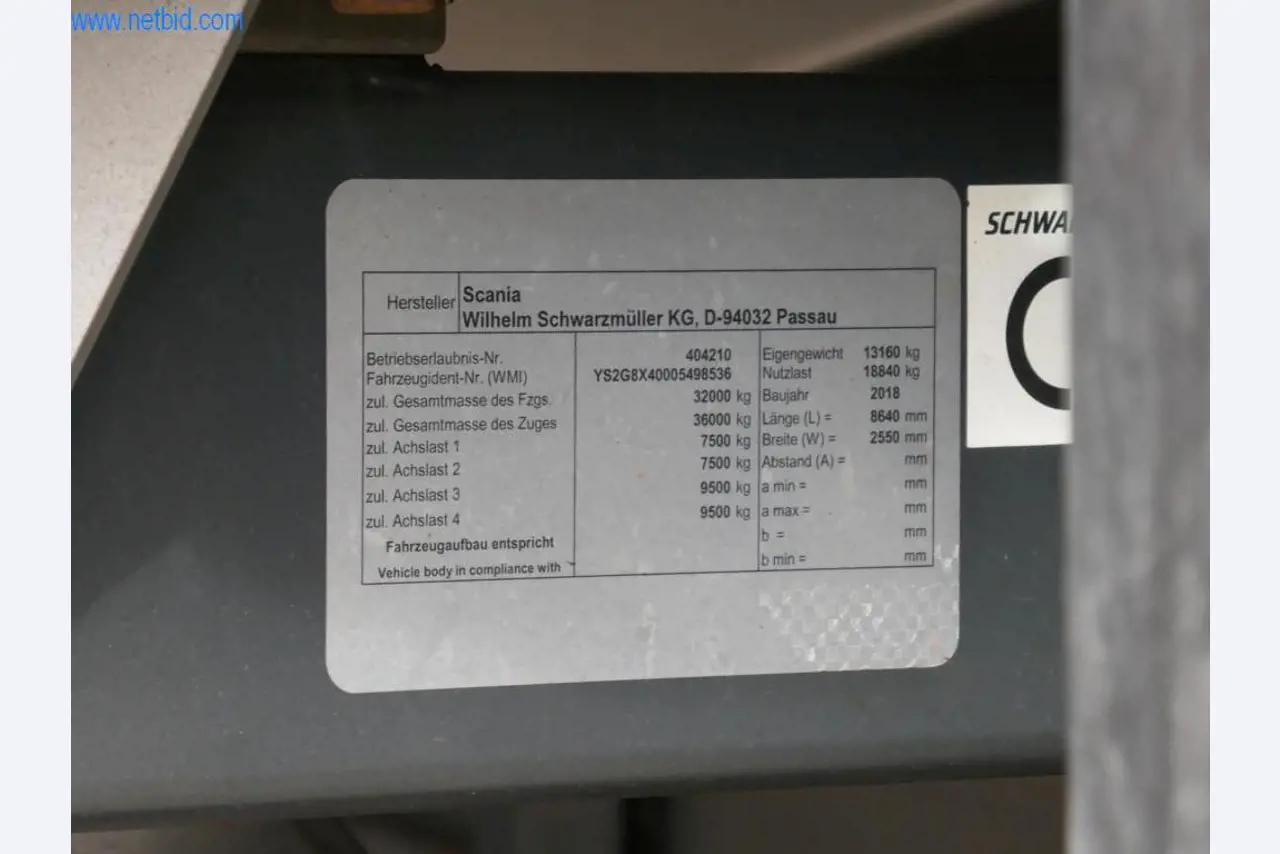 www.netbid.com
SCHWA
Hersteller Scania
Wilhelm Schwarzmüller KG, D-94032 Passau
Betriebserlaubnis-Nr. 404210 Eigengewicht 13160 kg
Fahrzeugident-Nr. (WMI) YS2G8X40005498536 Nutzlast 18840 kg
zul. Gesamtmasse des Fzgs. 32000 kg Baujahr 2018
zul. Gesamtmasse des Zuges 36000 kg Länge (L) = 8640 mm
zul. Achslast 1 7500 kg Breite (W) = 2550 mm
zul. Achslast 2 7500 kg Abstand (A) = mm
zul. Achslast 3 9500 kg a min = mm
zul. Achslast 4 9500 kg a max = mm
Fahrzeugaufbau entspricht b = mm
Vehicle body in compliance with b min = mm